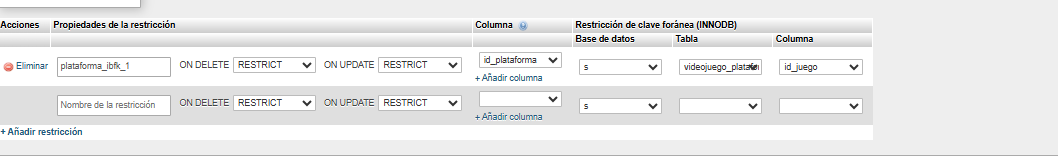 Acciones Propiedades de la restricción Columna Restricción de clave foránea (INNODB)
Base de datos Tabla Columna
Eliminar plataforma_ibfk_1 ON DELETE RESTRICT ON UPDATE RESTRICT id_plataforma s id_juego
+ Añadir columna
Nombre de la restricción ON DELETE RESTRICT ON UPDATE RESTRICT s
+ Añadir columna
+ Añadir restricción